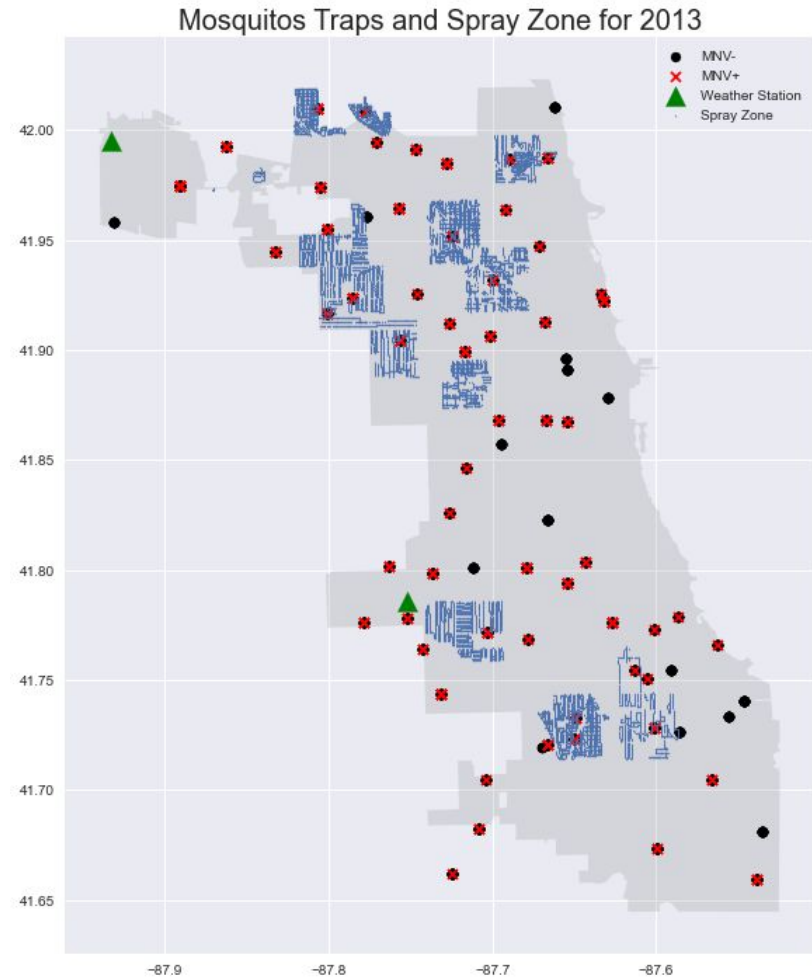 Mosquitos Traps and Spray Zone for 2013
MNV-
MNV+
Weather Station
Spray Zone
42.00
41.95
41.90
41.85
41.80
41.75
41.70
41.65
−87.9
−87.8
−87.7
−87.6